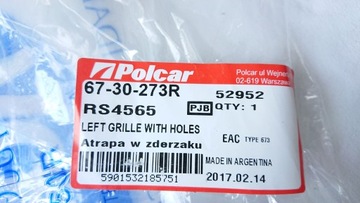 Polcar
Polcar ul Wejner
02-619 Warszawa
67-30-273R
52952
RS4565
PJB QTY: 1
LEFT GRILLE WITH HOLES
EAC TYPE 673
Atrapa w zderzaku
MADE IN ARGENTINA
5901532185751
2017.02.14